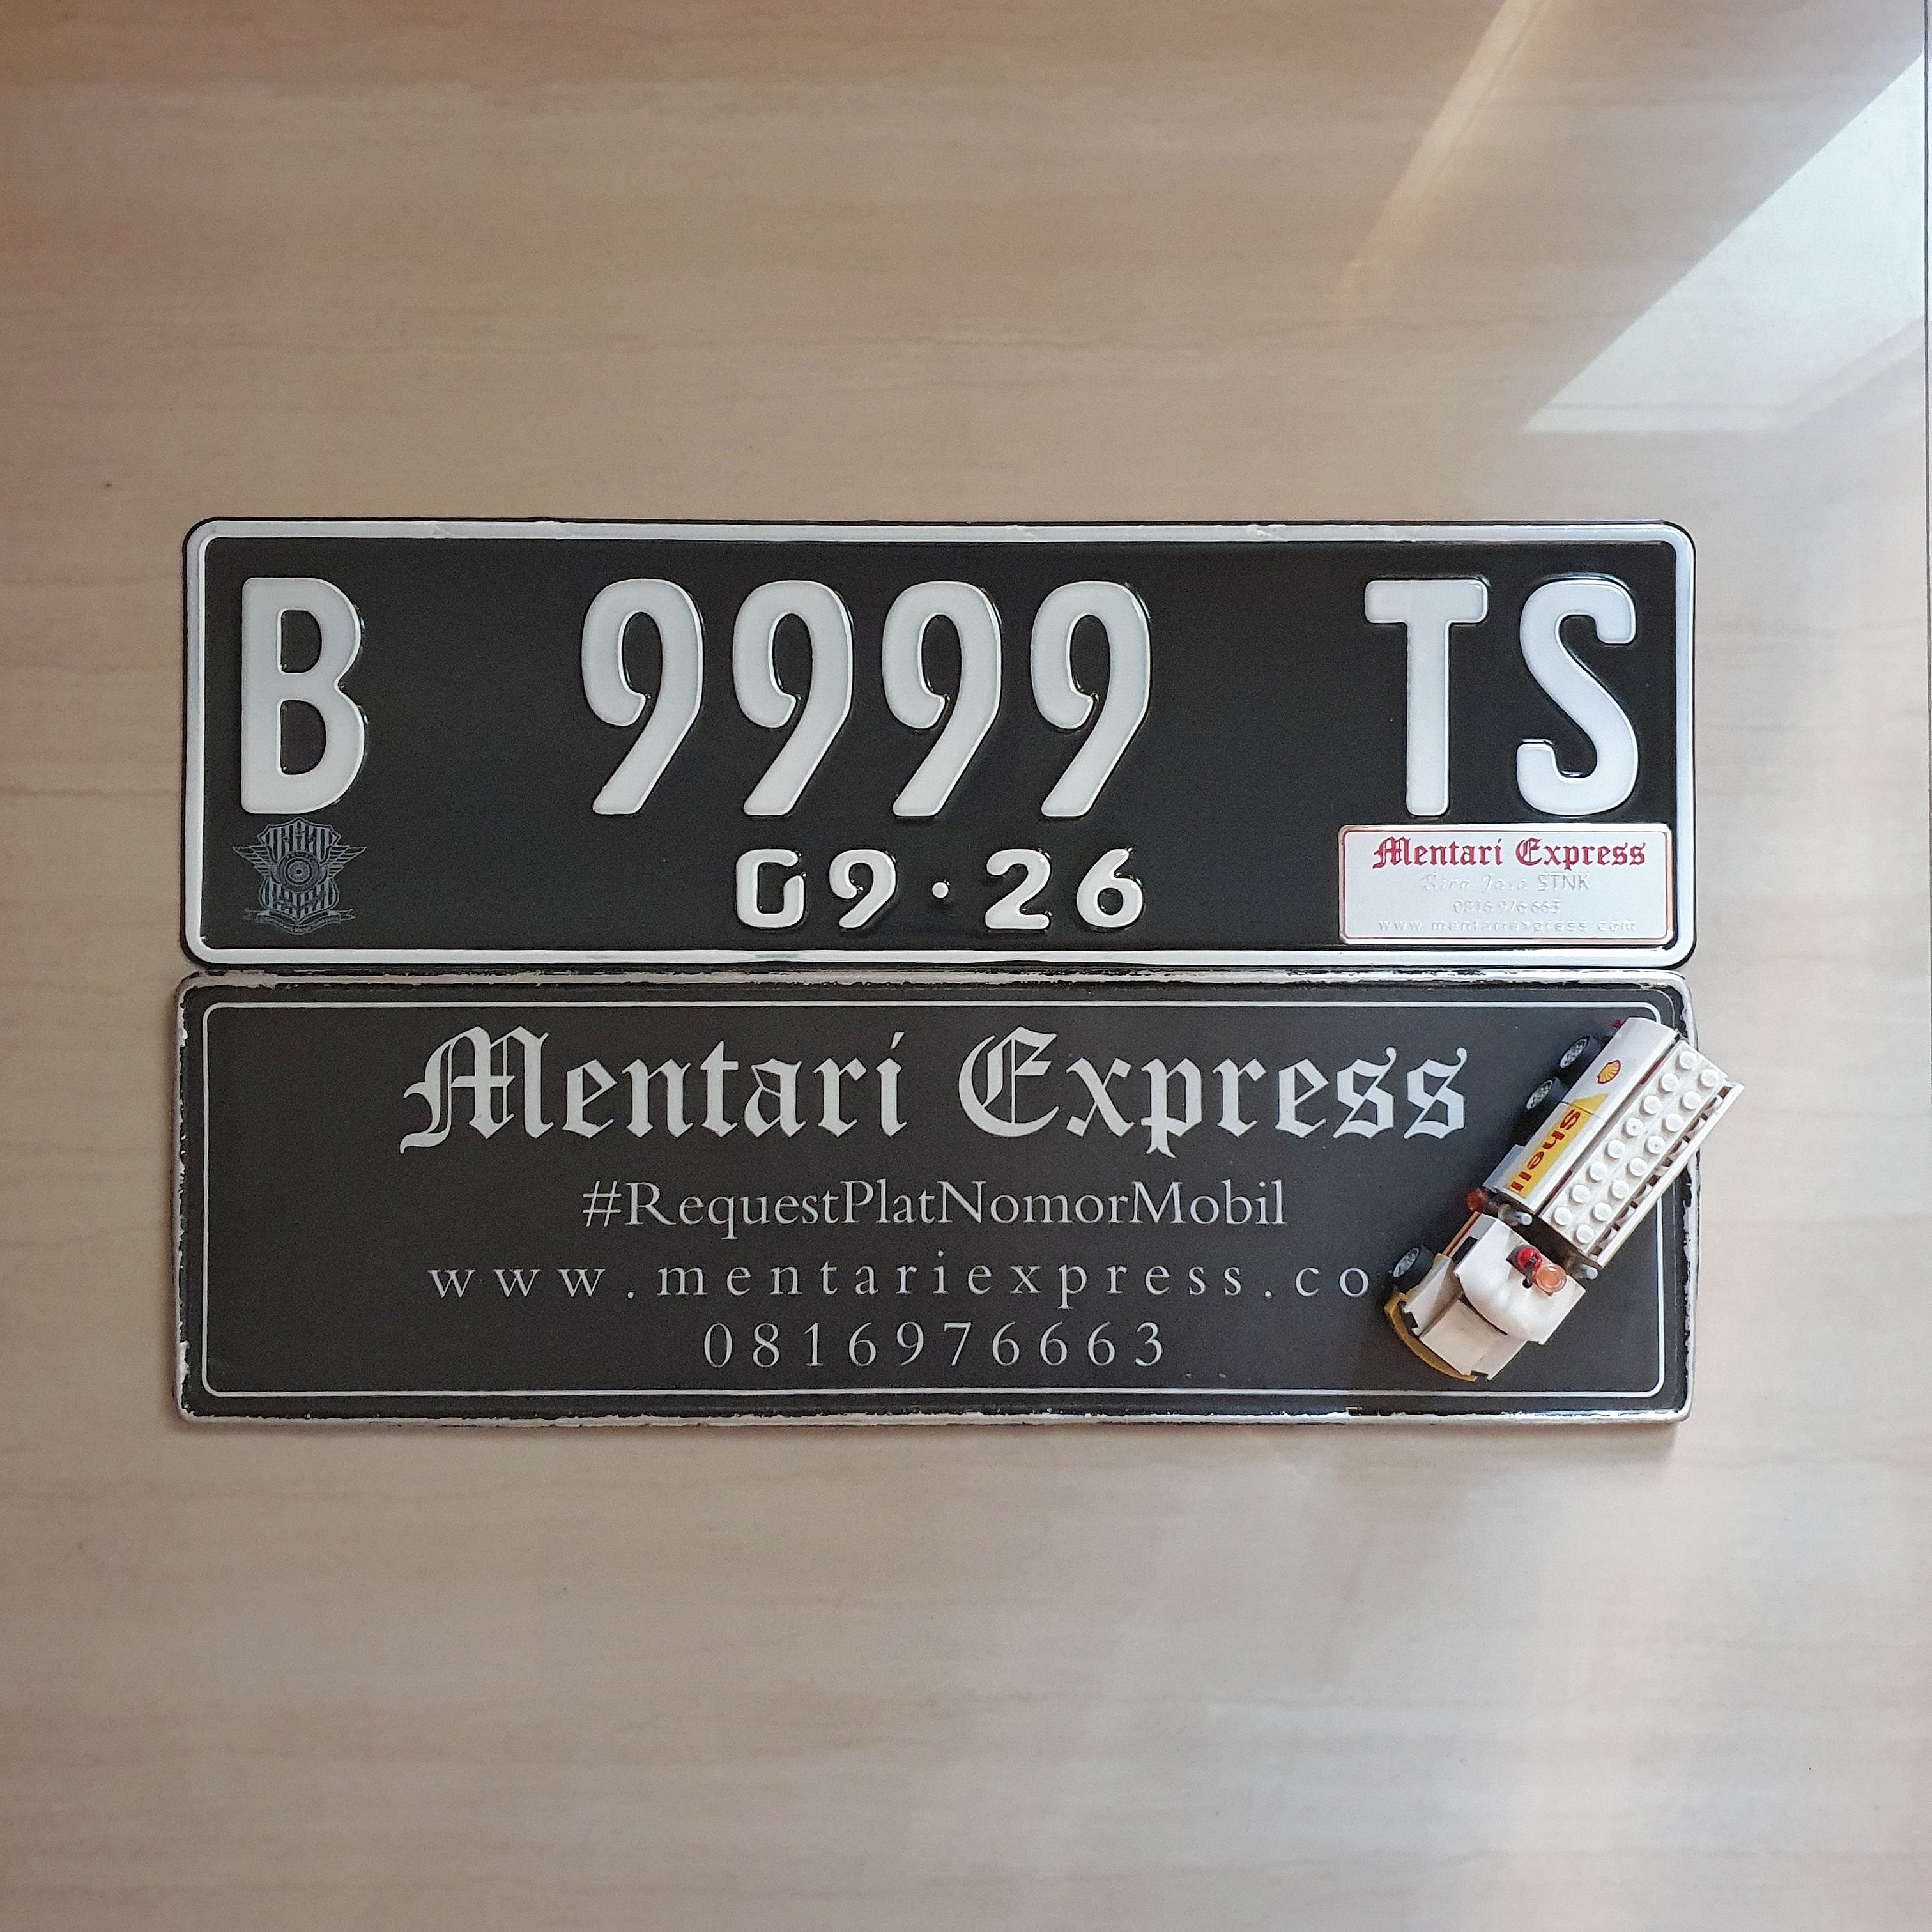 B 9999 TS
09·26
Mentari Express
Biro Jasa STNK
0816 976 663
www mentariexpress com
Mentari Express
#RequestPlatNomorMobil
www.mentariexpress.co
0816976663
Shell